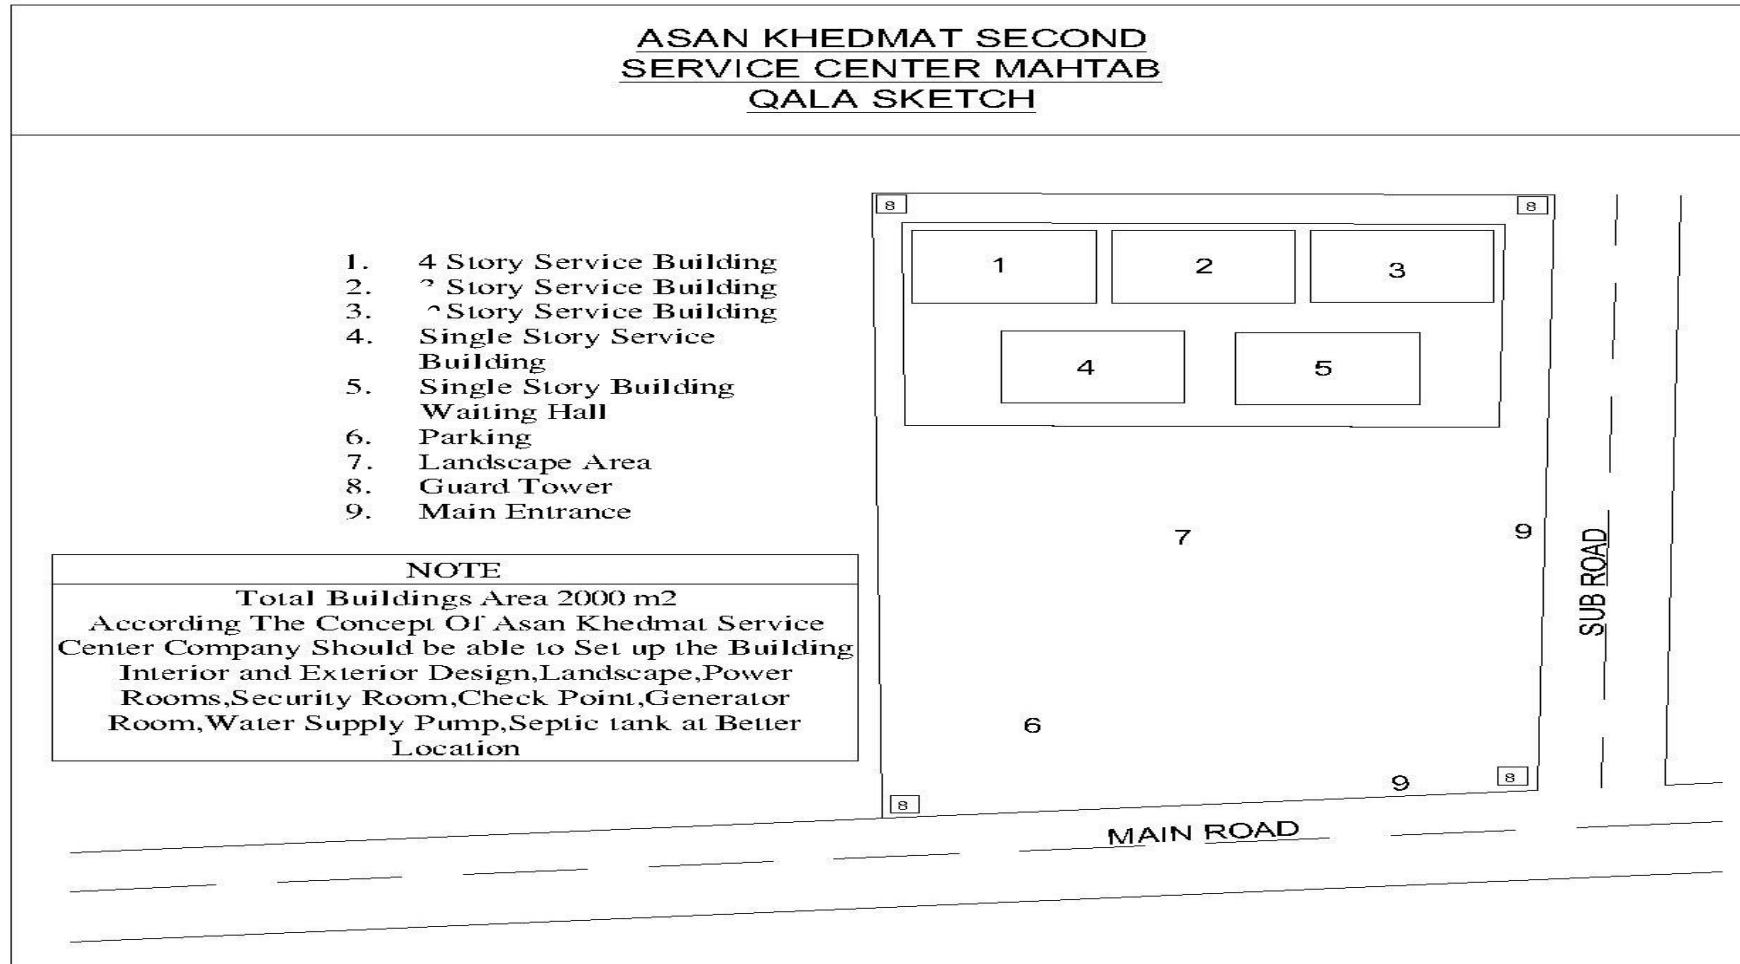 ASAN KHEDMAT SECOND
SERVICE CENTER MAHTAB
QALA SKETCH
1. 4 Story Service Building
2. Story Service Building
3. Story Service Building
4. Single Story Service
Building
5. Single Story Building
Waiting Hall
6. Parking
7. Landscape Area
8. Guard Tower
9. Main Entrance
NOTE
Total Buildings Area 2000 m2
According The Concept Of Asan Khedmat Service
Center Company Should be able to Set up the Building
Interior and Exterior Design,Landscape,Power
Rooms,Security Room,Check Point,Generator
Room,Water Supply Pump,Septic tank at Better
Location
8
8
1
2
3
4
5
7
9
SUB ROAD
6
9
8
8
MAIN ROAD